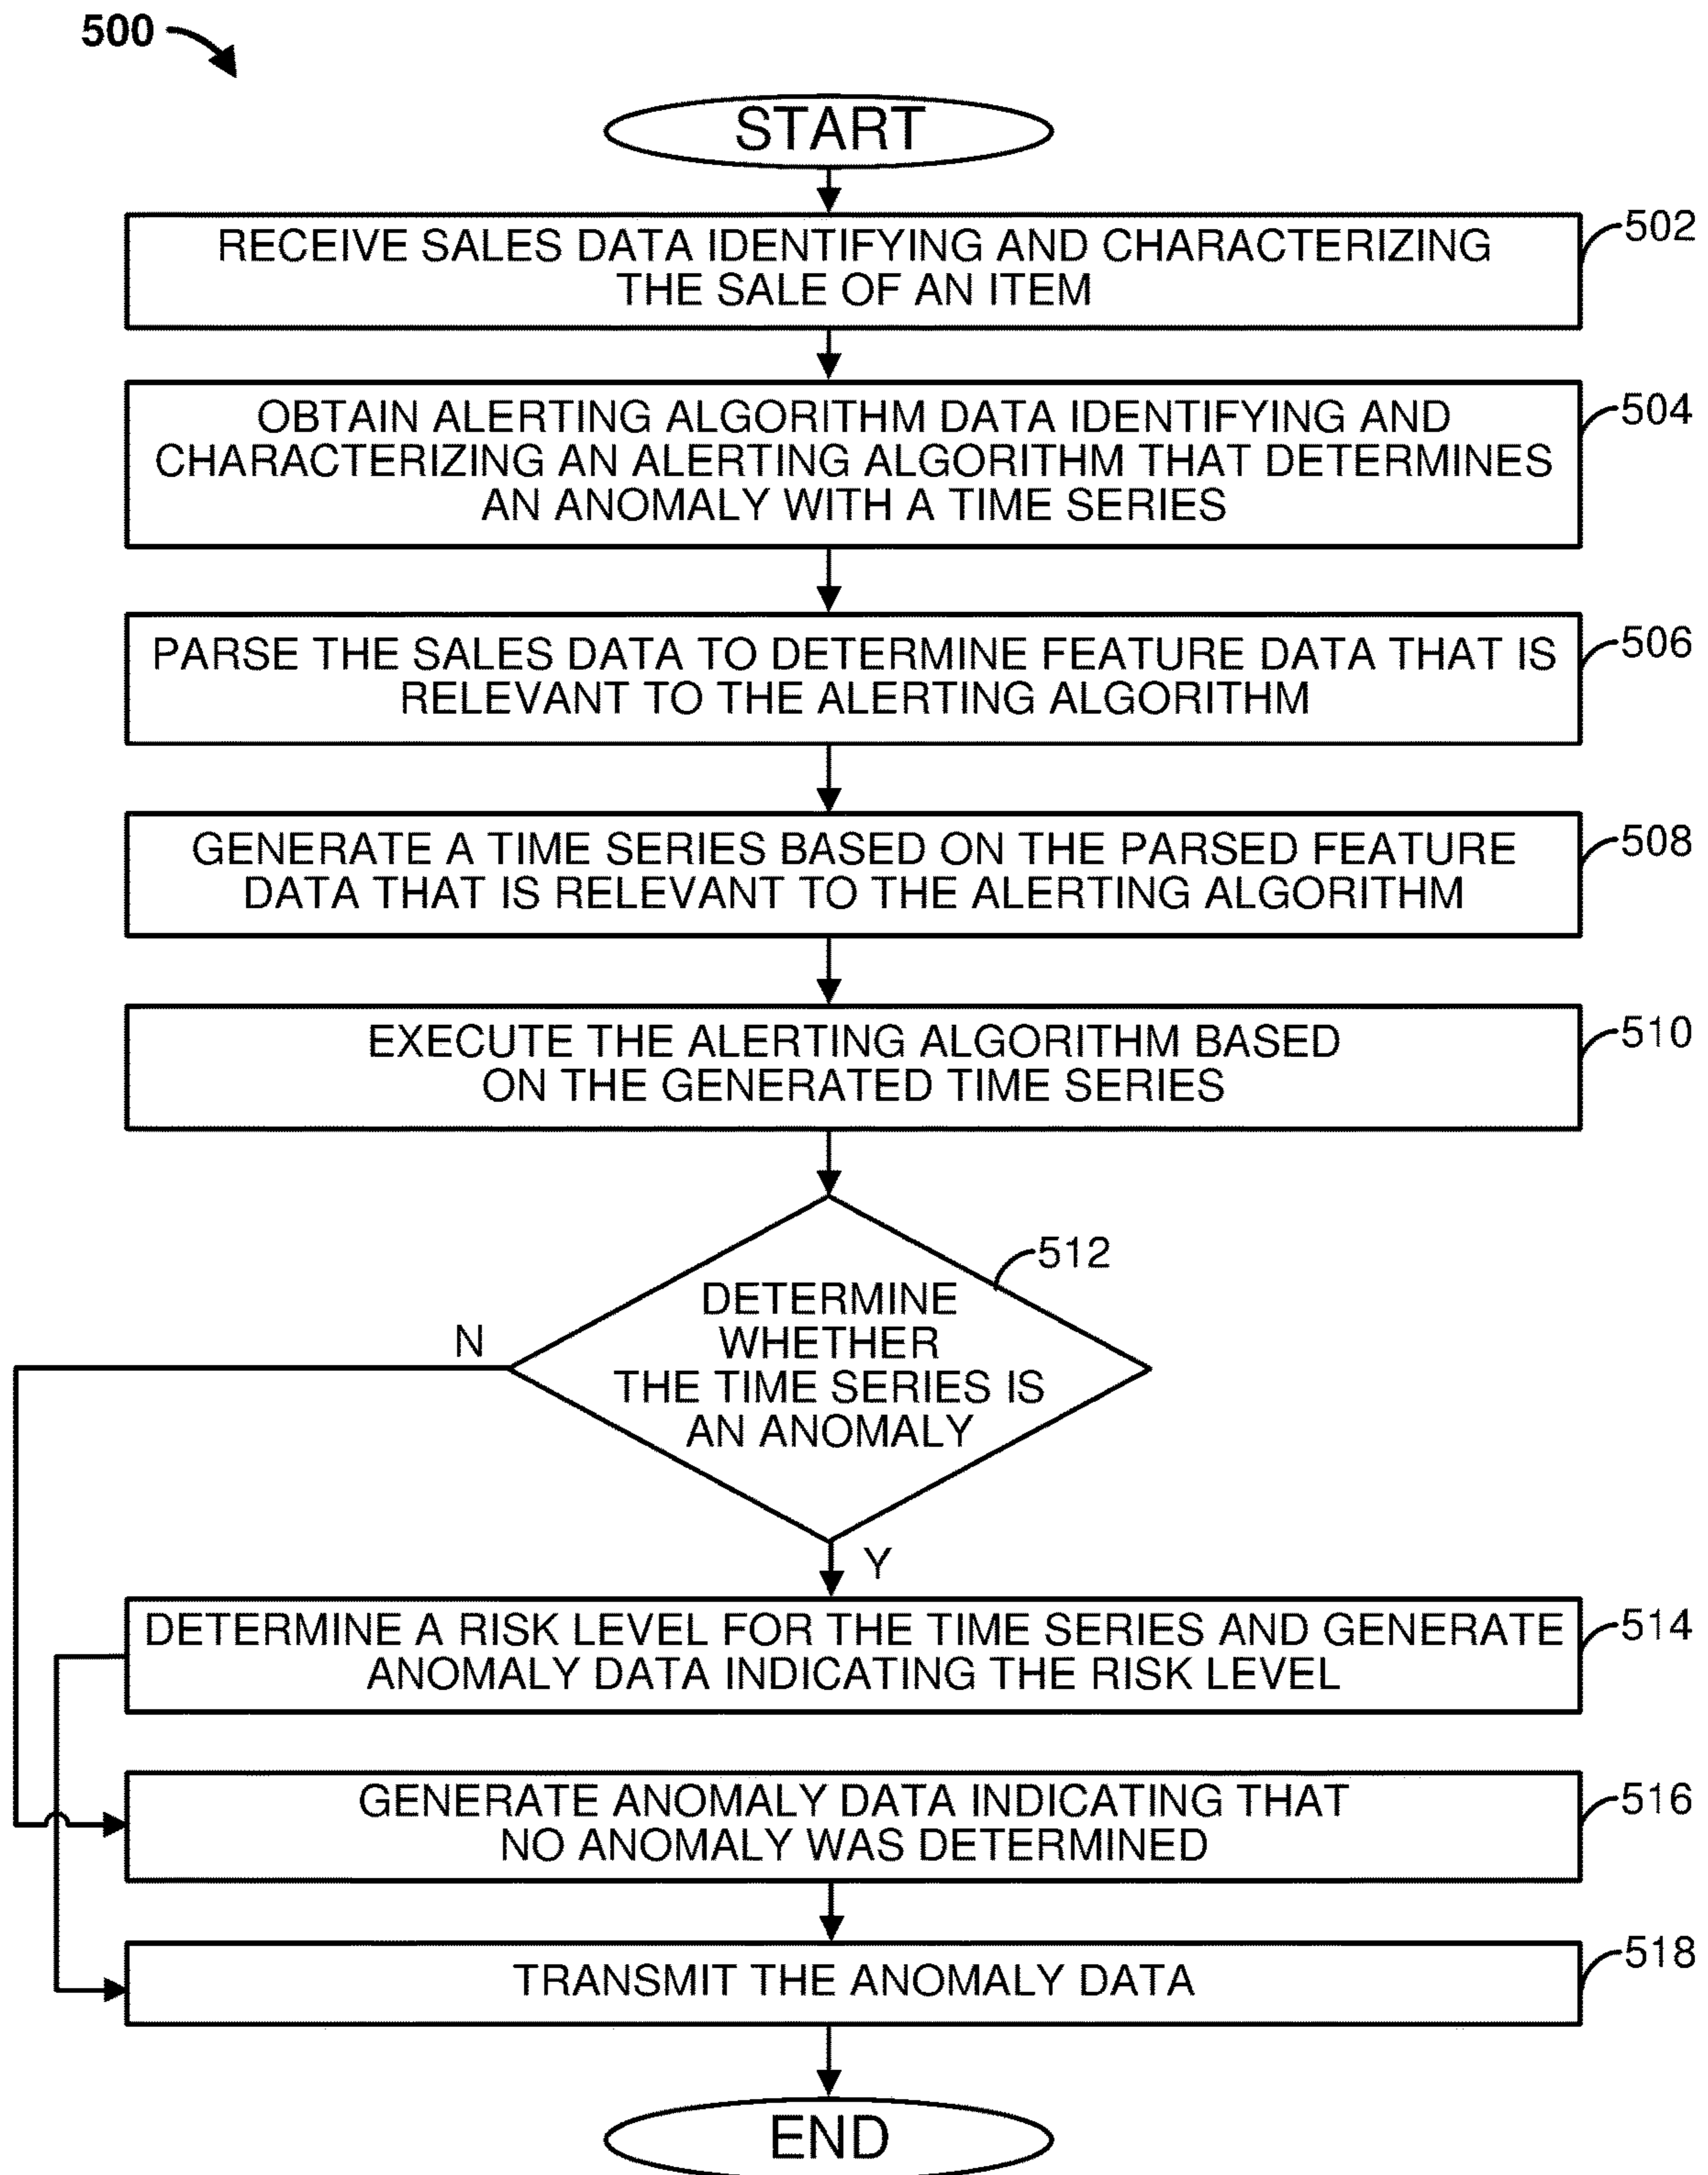 500
START
RECEIVE SALES DATA IDENTIFYING AND CHARACTERIZING
THE SALE OF AN ITEM
502
OBTAIN ALERTING ALGORITHM DATA IDENTIFYING AND
CHARACTERIZING AN ALERTING ALGORITHM THAT DETERMINES
AN ANOMALY WITH A TIME SERIES
504
PARSE THE SALES DATA TO DETERMINE FEATURE DATA THAT IS
RELEVANT TO THE ALERTING ALGORITHM
506
GENERATE A TIME SERIES BASED ON THE PARSED FEATURE
DATA THAT IS RELEVANT TO THE ALERTING ALGORITHM
508
EXECUTE THE ALERTING ALGORITHM BASED
ON THE GENERATED TIME SERIES
510
512
DETERMINE
WHETHER
THE TIME SERIES IS
AN ANOMALY
N
Y
DETERMINE A RISK LEVEL FOR THE TIME SERIES AND GENERATE
ANOMALY DATA INDICATING THE RISK LEVEL
514
GENERATE ANOMALY DATA INDICATING THAT
NO ANOMALY WAS DETERMINED
516
TRANSMIT THE ANOMALY DATA
518
END